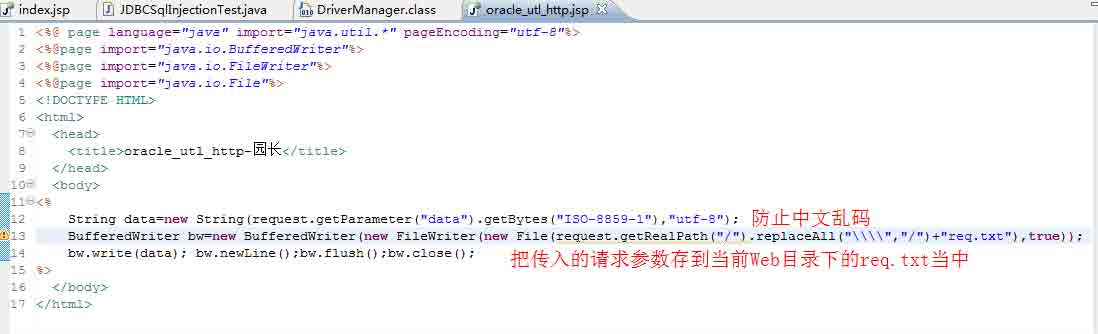 index.jsp JDBCSqlInjectionTest.java DriverManager.class oracle_utl_http.jsp
1 <%@ page language="java" import="java.util.*" pageEncoding="utf-8"%>
2 <%@page import="java.io.BufferedWriter"%>
3 <%@page import="java.io.FileWriter"%>
4 <%@page import="java.io.File"%>
5 <!DOCTYPE HTML>
6 <html>
7 <head>
8 <title>oracle_utl_http-园长</title>
9 </head>
10 <body>
11 <%
12 String data=new String(request.getParameter("data").getBytes("ISO-8859-1"),"utf-8"); 防止中文乱码
13 BufferedWriter bw=new BufferedWriter(new FileWriter(new File(request.getRealPath("/").replaceAll("\\\\","/")+"req.txt"),true));
14 bw.write(data); bw.newLine();bw.flush();bw.close(); 把传入的请求参数存到当前Web目录下的req.txt当中
15 %>
16 </body>
17 </html>